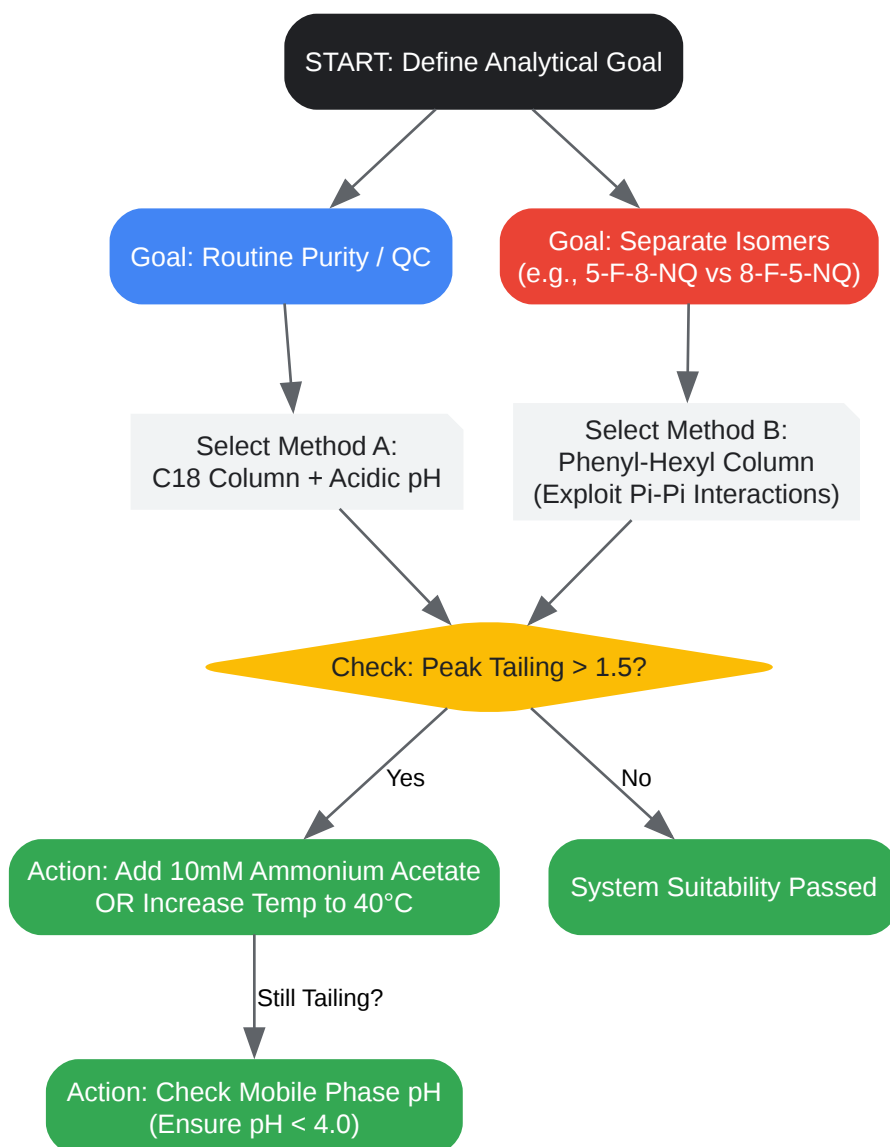 START: Define Analytical Goal
Goal: Routine Purity / QC
Goal: Separate Isomers
(e.g., 5-F-8-NQ vs 8-F-5-NQ)
Select Method A:
C18 Column + Acidic pH
Select Method B:
Phenyl-Hexyl Column
(Exploit Pi-Pi Interactions)
Check: Peak Tailing > 1.5?
Yes
No
Action: Add 10mM Ammonium Acetate
OR Increase Temp to 40°C
System Suitability Passed
Still Tailing?
Action: Check Mobile Phase pH
(Ensure pH < 4.0)